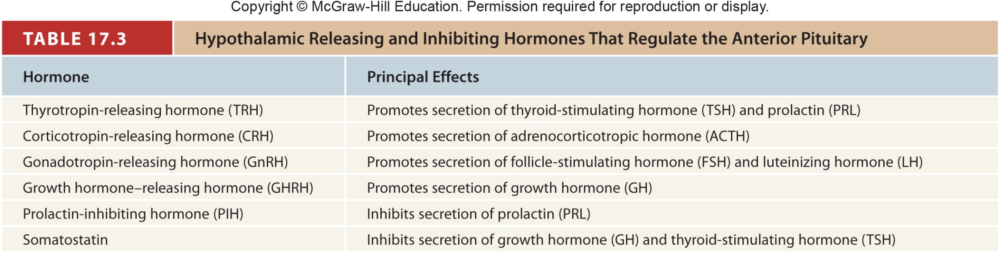 Copyright © McGraw-Hill Education. Permission required for reproduction or display.
TABLE 17.3 Hypothalamic Releasing and Inhibiting Hormones That Regulate the Anterior Pituitary
Hormone Principal Effects
Thyrotropin-releasing hormone (TRH) Promotes secretion of thyroid-stimulating hormone (TSH) and prolactin (PRL)
Corticotropin-releasing hormone (CRH) Promotes secretion of adrenocorticotropic hormone (ACTH)
Gonadotropin-releasing hormone (GnRH) Promotes secretion of follicle-stimulating hormone (FSH) and luteinizing hormone (LH)
Growth hormone–releasing hormone (GHRH) Promotes secretion of growth hormone (GH)
Prolactin-inhibiting hormone (PIH) Inhibits secretion of prolactin (PRL)
Somatostatin Inhibits secretion of growth hormone (GH) and thyroid-stimulating hormone (TSH)